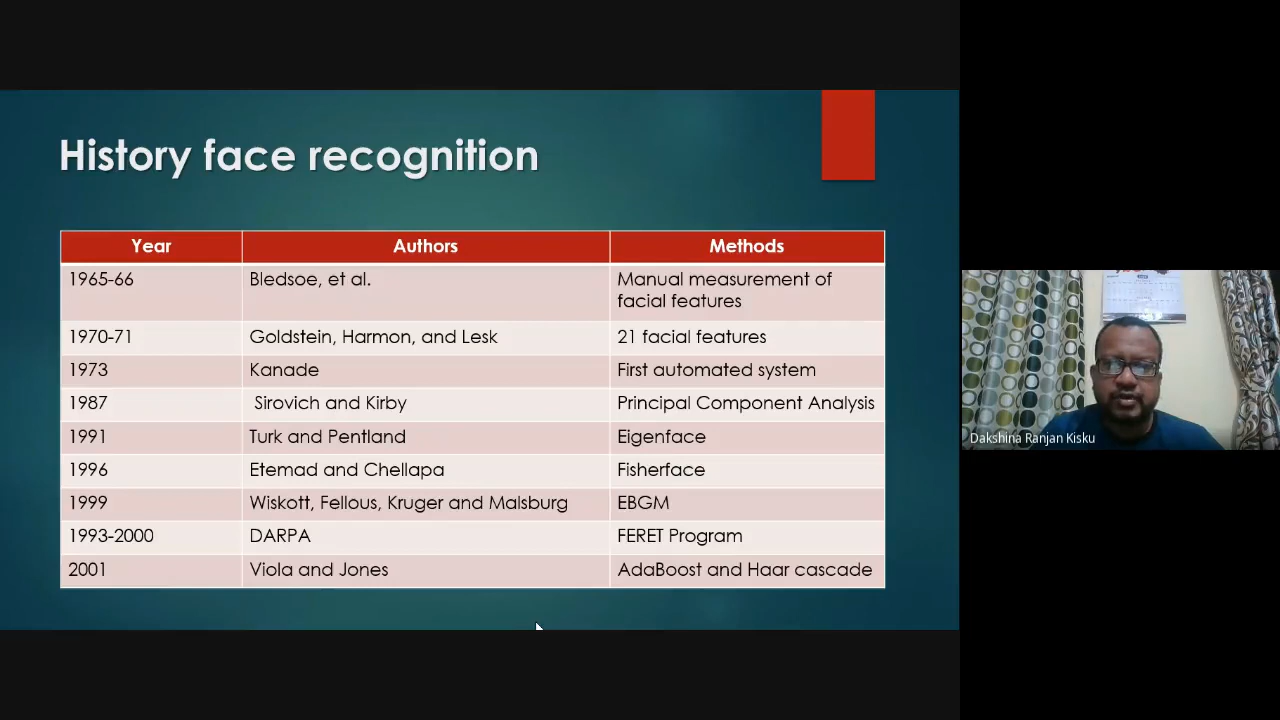 History face recognition
Year Authors Methods
1965-66 Bledsoe, et al. Manual measurement of
facial features
1970-71 Goldstein, Harmon, and Lesk 21 facial features
1973 Kanade First automated system
1987 Sirovich and Kirby Principal Component Analysis
1991 Turk and Pentland Eigenface
1996 Etemad and Chellapa Fisherface
1999 Wiskott, Fellous, Kruger and Malsburg EBGM
1993-2000 DARPA FERET Program
2001 Viola and Jones AdaBoost and Haar cascade
Dakshina Ranjan Kisku